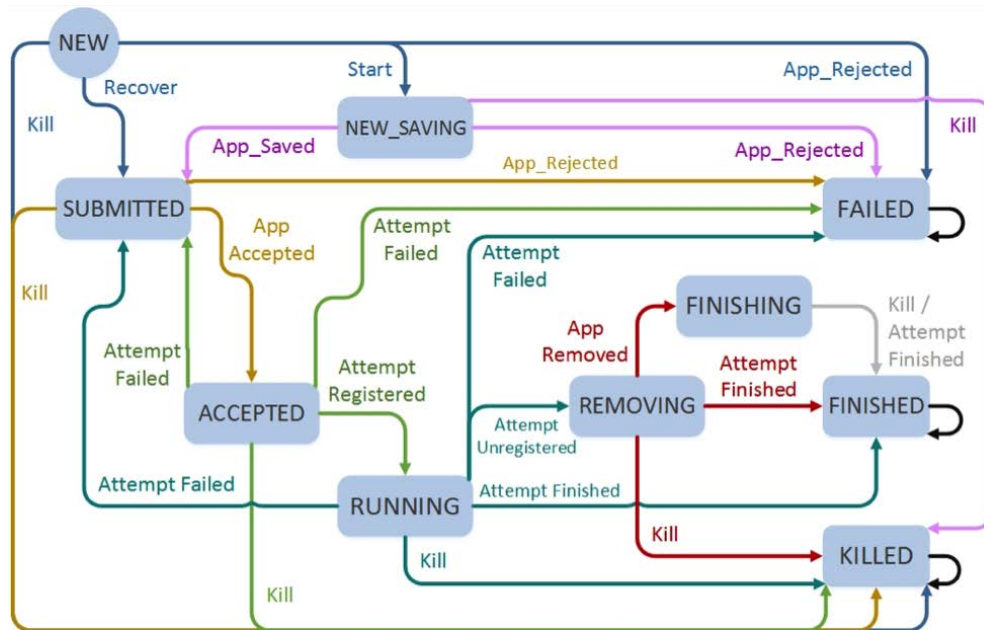 NEW
Start
App_Rejected
Recover
Kill
NEW_SAVING
Kill
App_Saved
App_Rejected
App_Rejected
SUBMITTED
FAILED
App
Accepted
Attempt
Failed
Attempt
Failed
Kill
FINISHING
Kill /
Attempt
Finished
App
Removed
Attempt
Failed
Attempt
Registered
Attempt
Finished
ACCEPTED
REMOVING
FINISHED
Attempt
Unregistered
Attempt Failed
RUNNING
Attempt Finished
Kill
Kill
KILLED
Kill